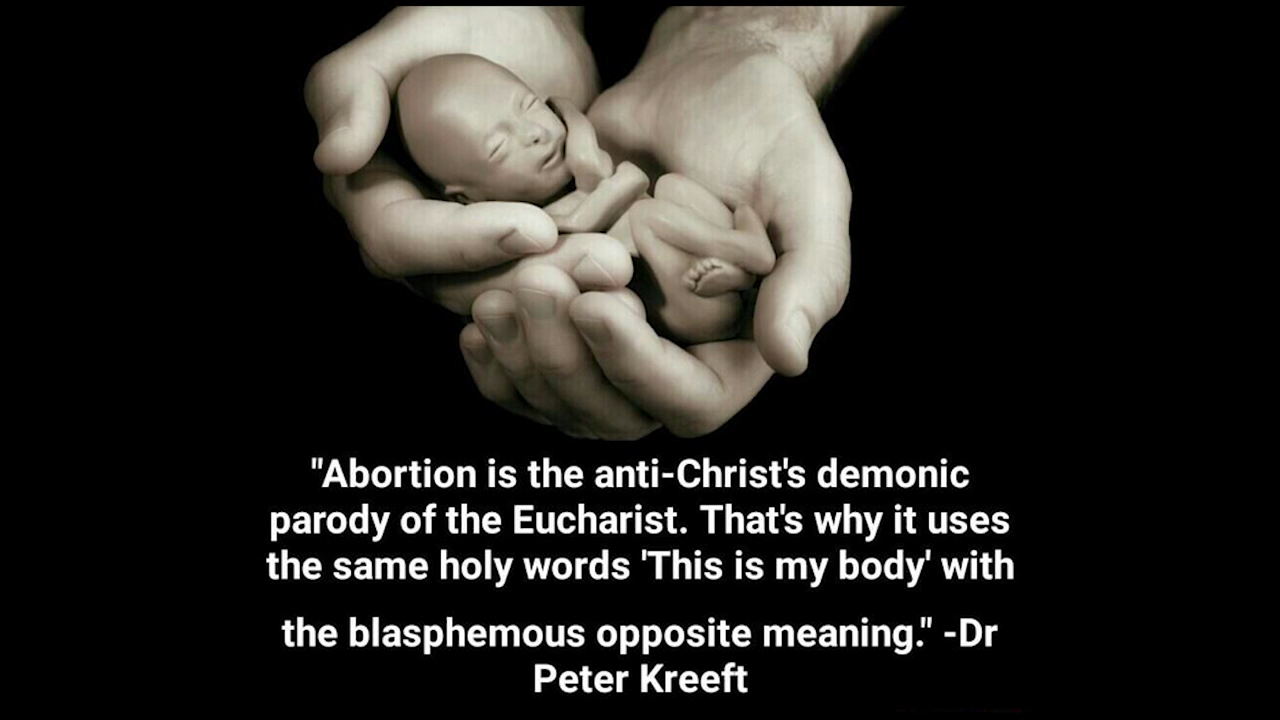 "Abortion is the anti-Christ's demonic
parody of the Eucharist. That's why it uses
the same holy words 'This is my body' with
the blasphemous opposite meaning." -Dr
Peter Kreeft